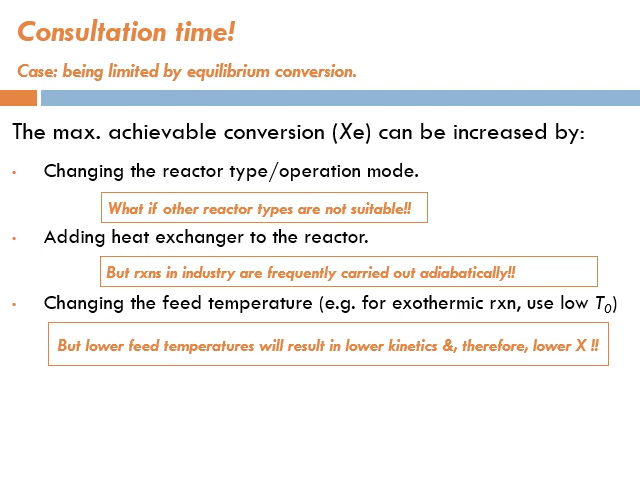 Consultation time!
Case: being limited by equilibrium conversion.
The max. achievable conversion (Xe) can be increased by:
• Changing the reactor type/operation mode.
What if other reactor types are not suitable!!
• Adding heat exchanger to the reactor.
But rxns in industry are frequently carried out adiabatically!!
• Changing the feed temperature (e.g. for exothermic rxn, use low T0)
But lower feed temperatures will result in lower kinetics &, therefore, lower X !!